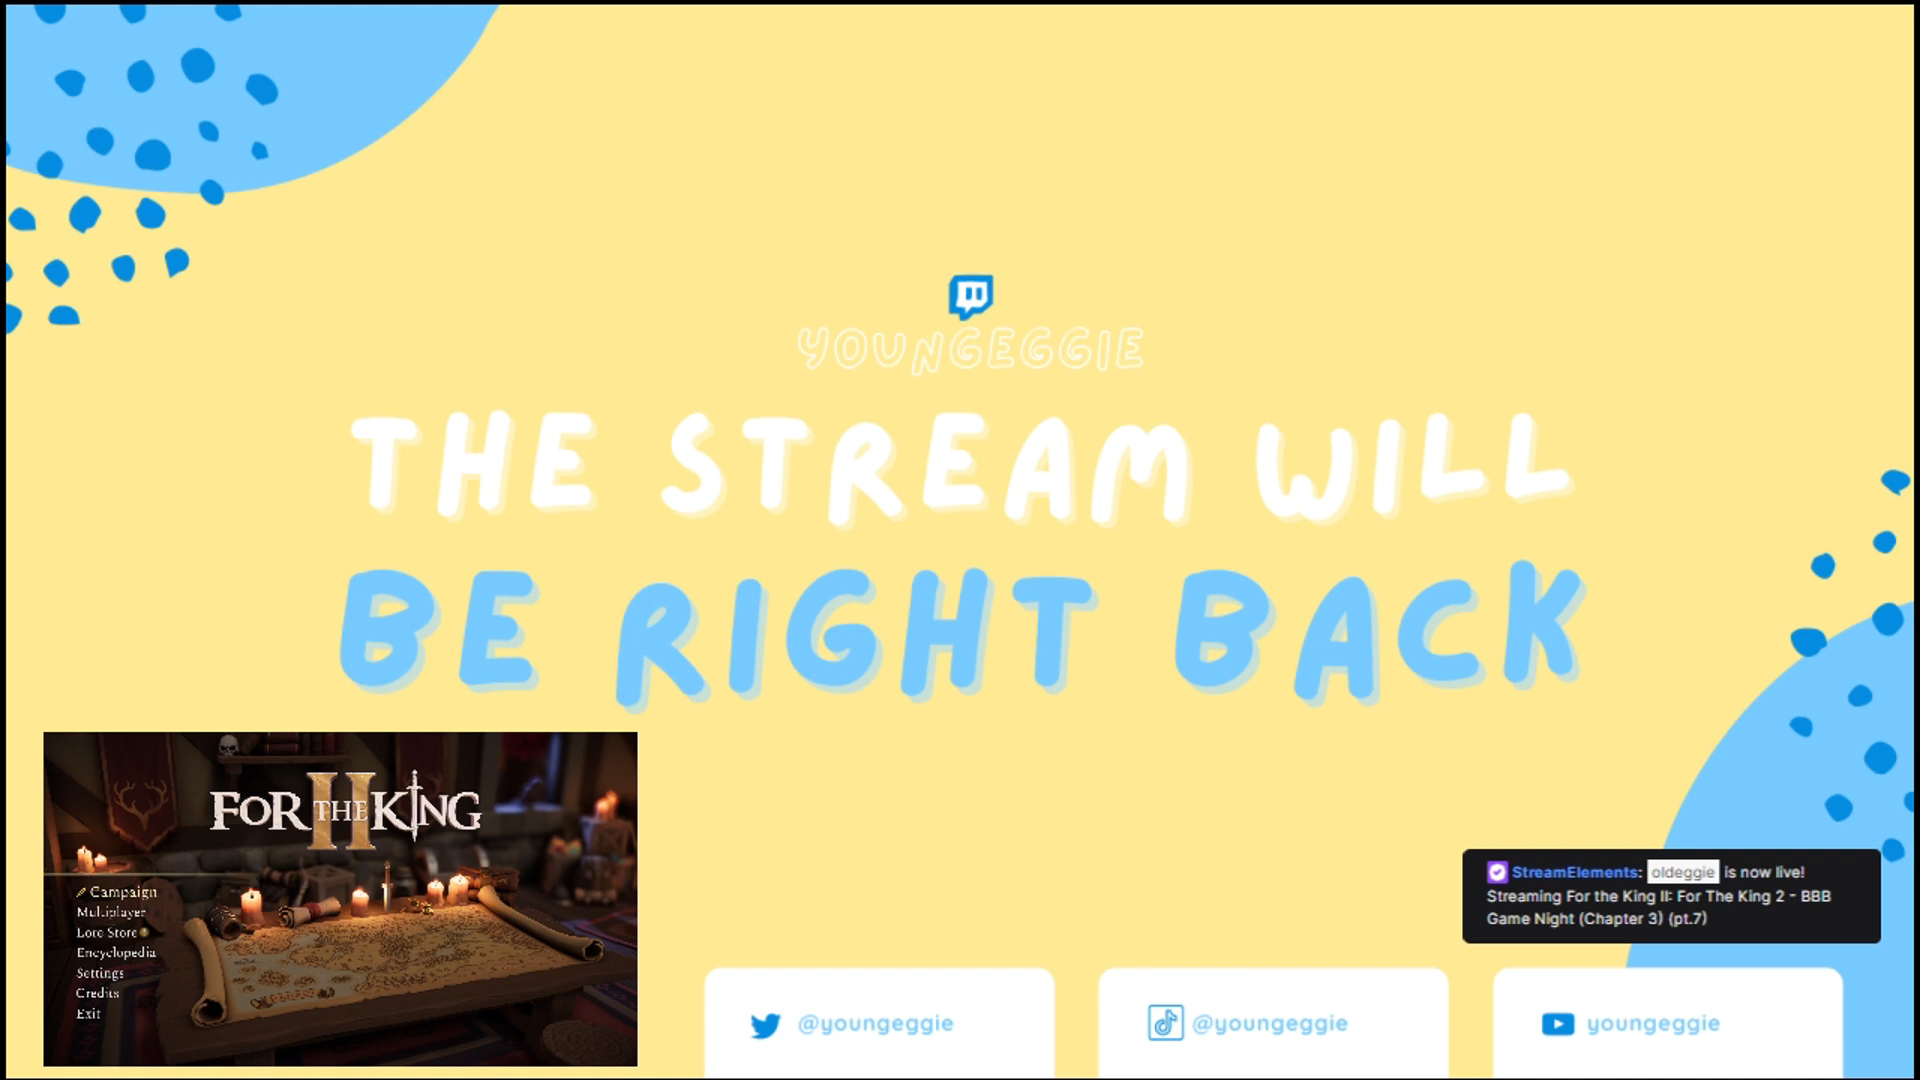 YOUNGEGGIE
THE STREAM WILL
BE RIGHT BACK
FOR THE KING
II
Campaign
Multiplayer
Lore Store
Encyclopedia
Settings
Credits
Exit
StreamElements: oldeggie is now live!
Streaming For the King II: For The King 2 - BBB
Game Night (Chapter 3) (pt.7)
@youngeggie
@youngeggie
youngeggie